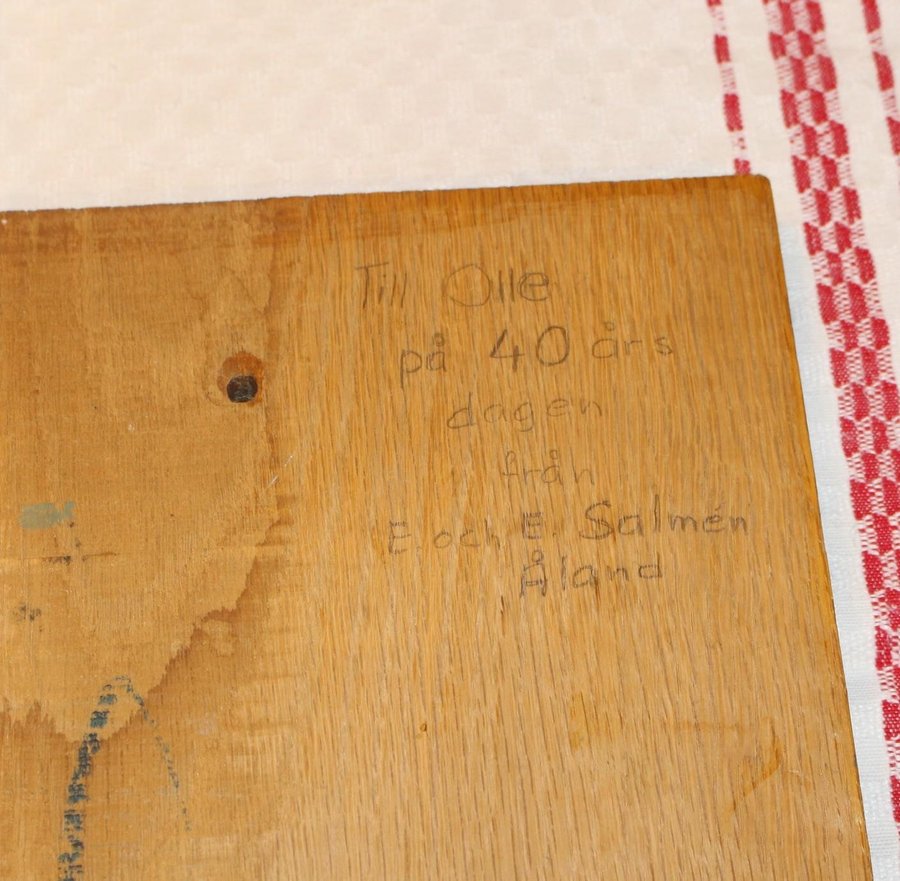 Till Olle
på 40 års
dagen
från
E. och E. Salmén
Åland